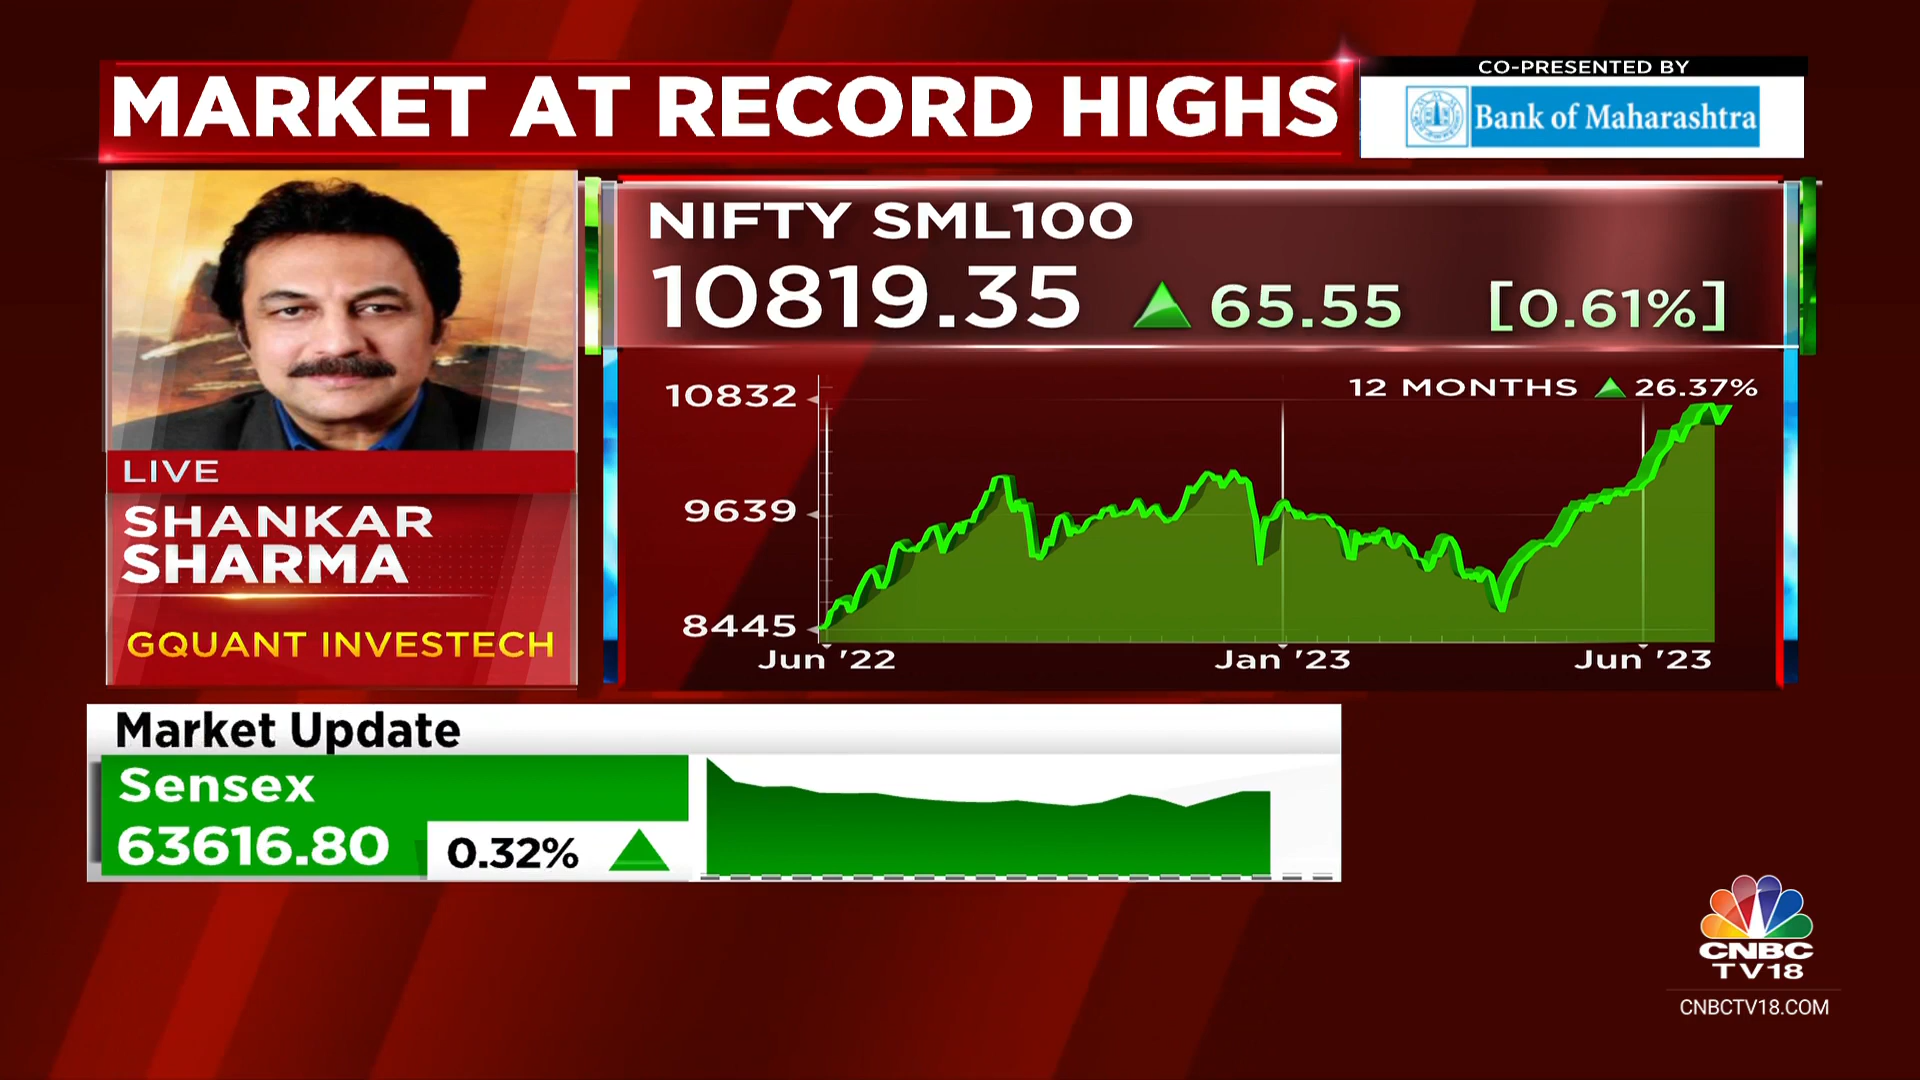 MARKET AT RECORD HIGHS
CO-PRESENTED BY
Bank of Maharashtra
NIFTY SML100
10819.35 65.55 [0.61%]
12 MONTHS 26.37%
10832
9639
8445
Jun '22 Jan '23 Jun '23
LIVE
SHANKAR
SHARMA
GQUANT INVESTECH
Market Update
Sensex
63616.80
0.32%
CNBC
TV18
CNBCTV18.COM